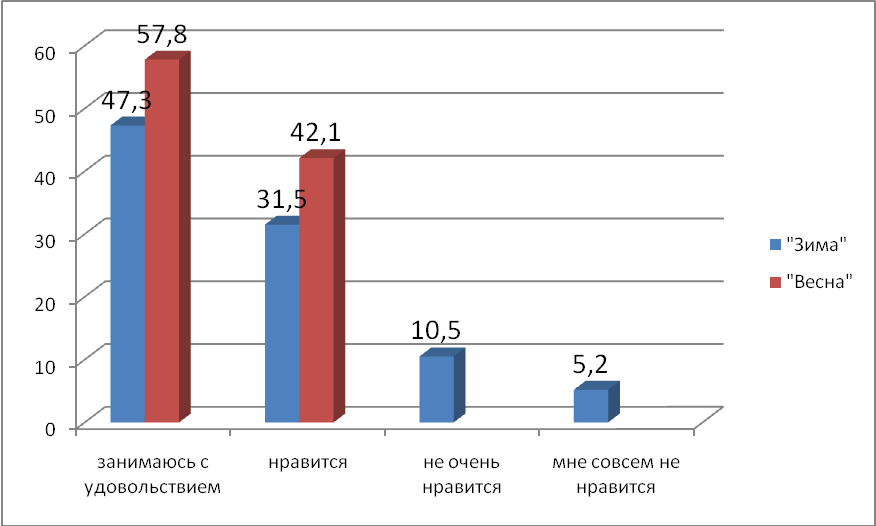 60
50
40
30
20
10
0
57,8
47,3
42,1
31,5
10,5
5,2
занимаюсь с
удовольствием
нравится
не очень
нравится
мне совсем не
нравится
"Зима"
"Весна"